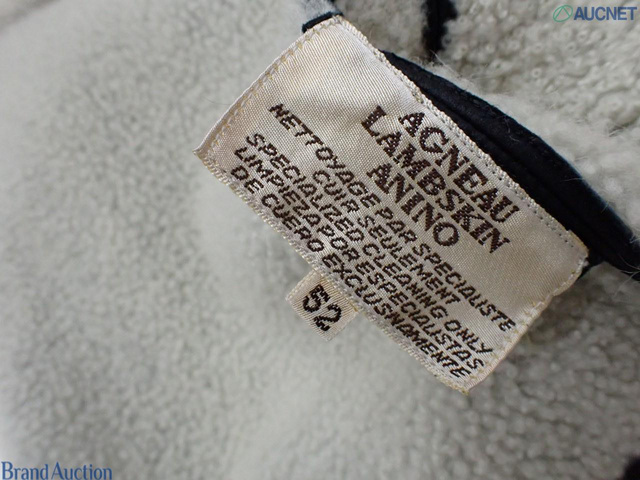 AUCNET
AGNEAU
LAMBSKIN
ANINO
NETTOYAGE PAR SPECIALISTE
CUIR SEULEMENT
SPECIALIZED CLEANING ONLY
LIMPIEZA POR ESPECIALISTAS
DE CUERO EXCLUSNAMENTE
52
Brand Auction